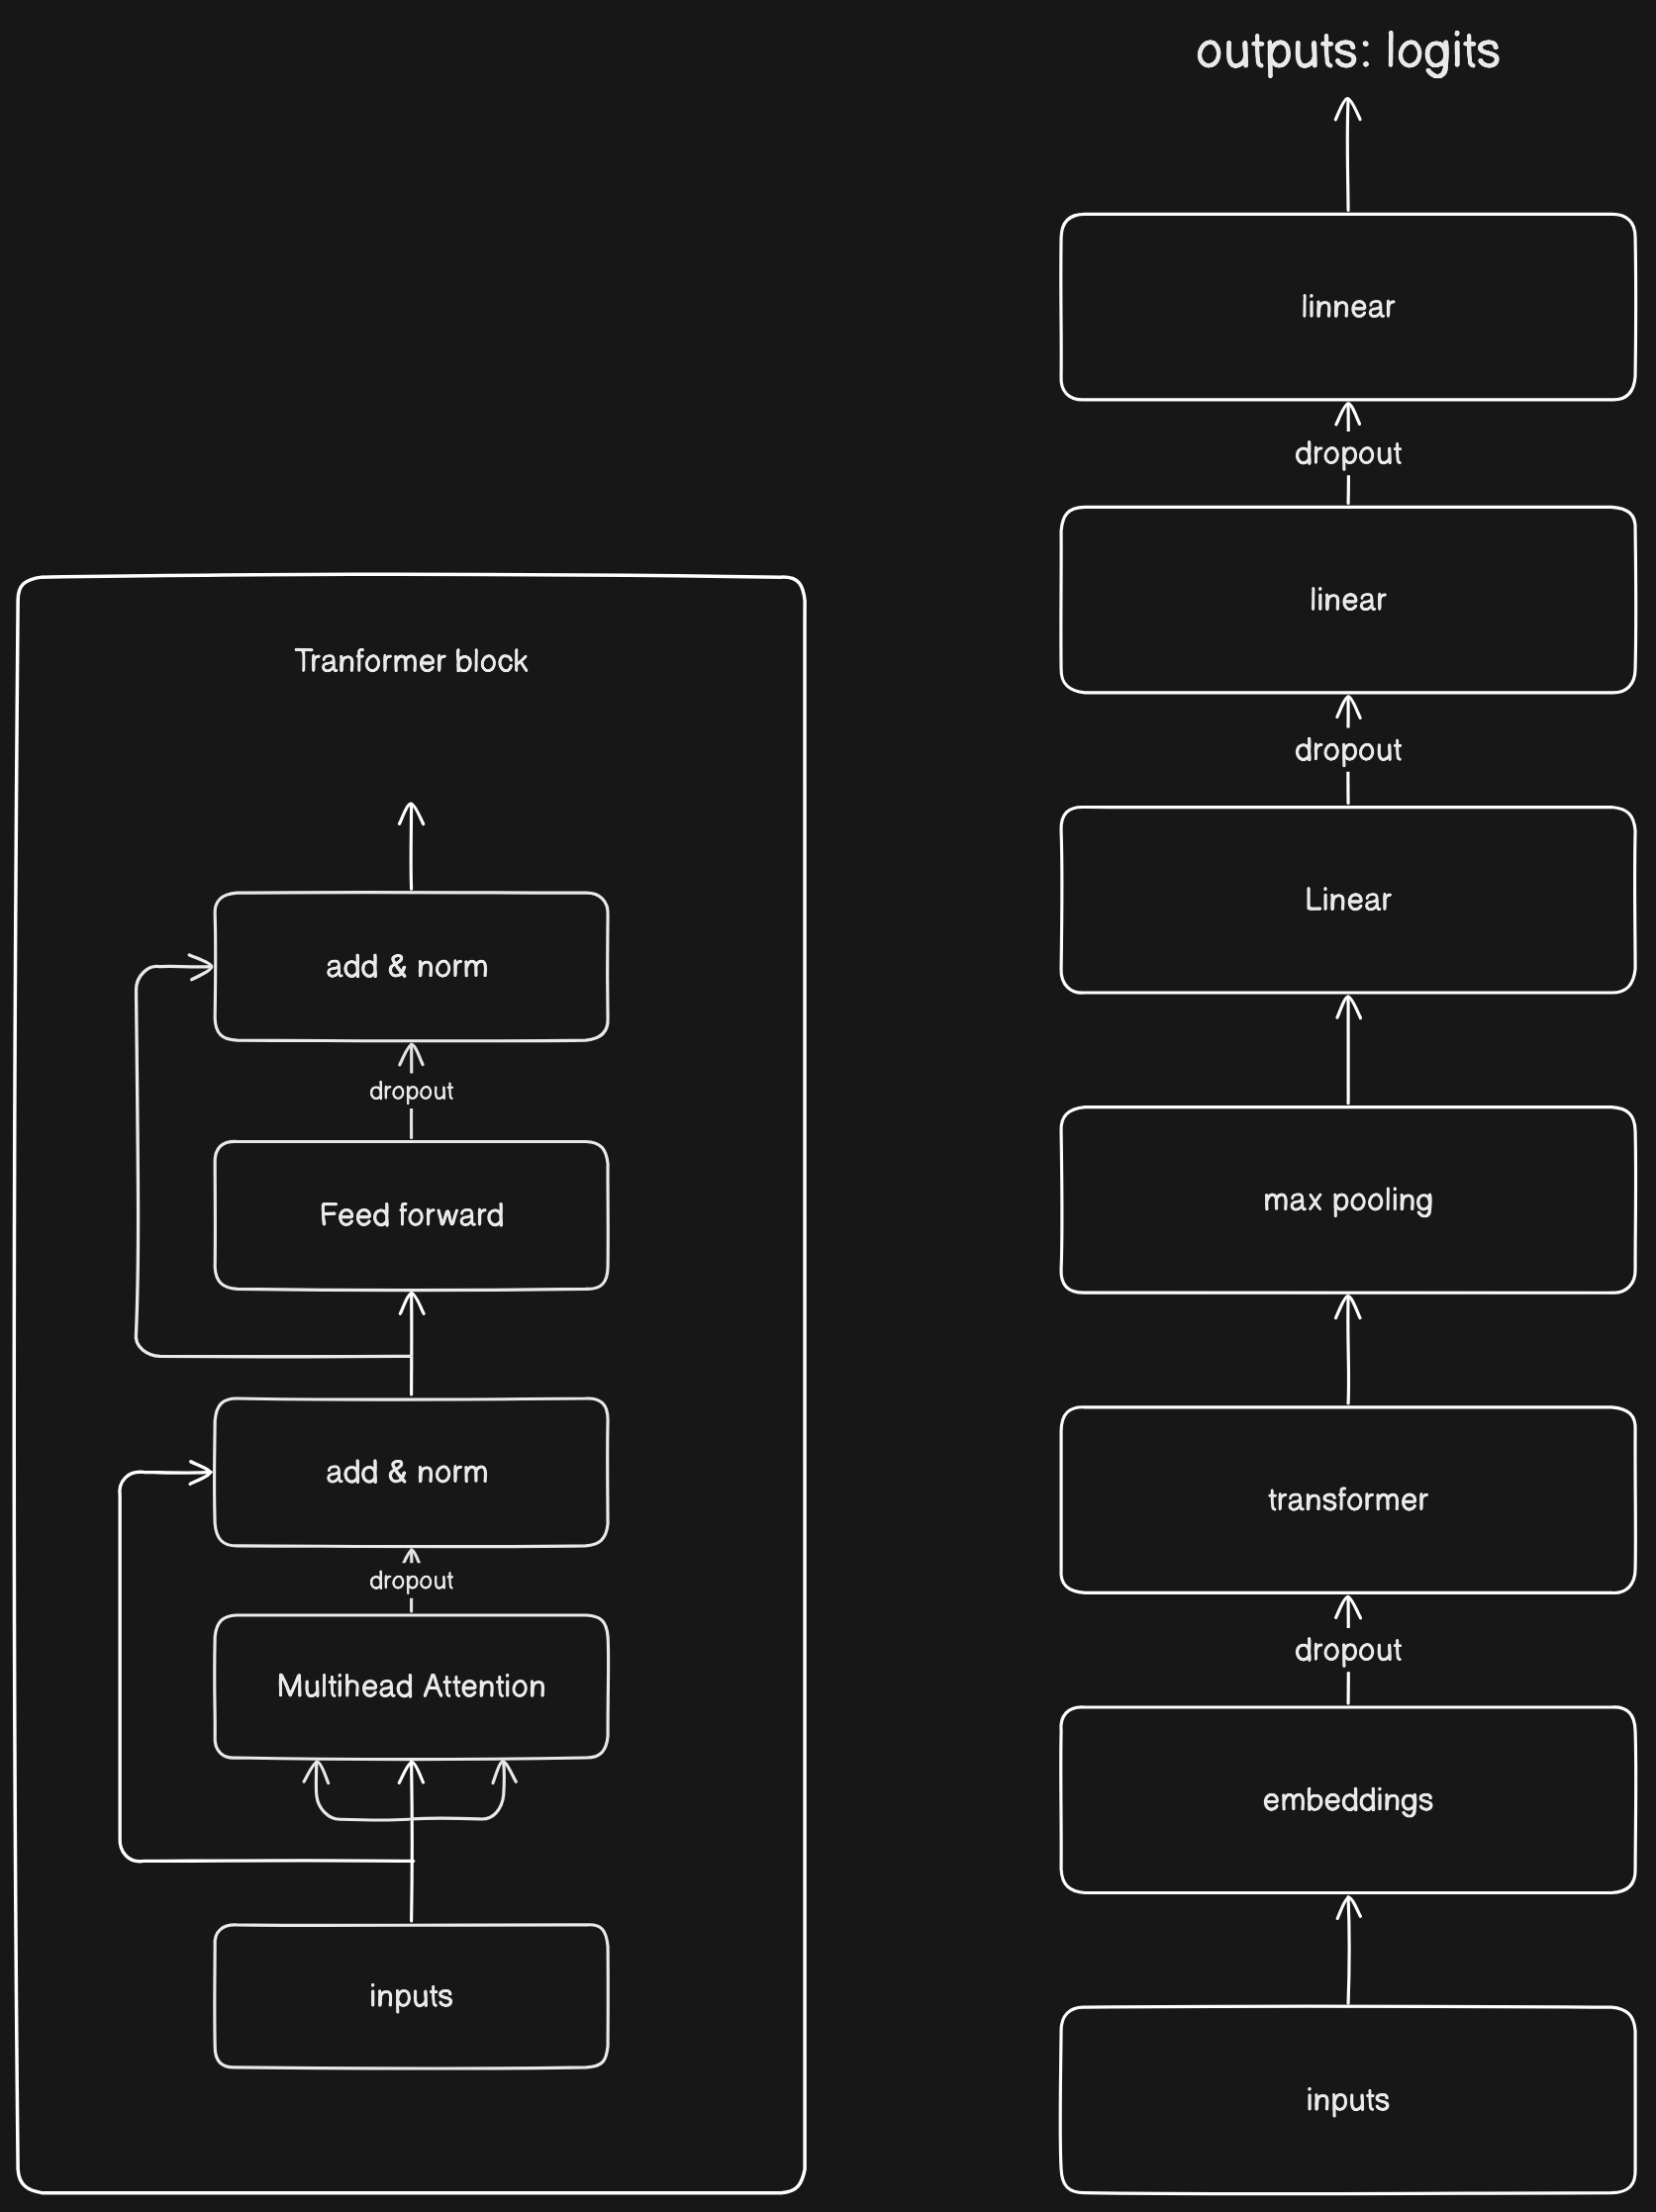 outputs: logits
linnear
dropout
linear
dropout
Linear
max pooling
transformer
dropout
embeddings
inputs
Tranformer block
add & norm
dropout
Feed forward
add & norm
dropout
Multihead Attention
inputs